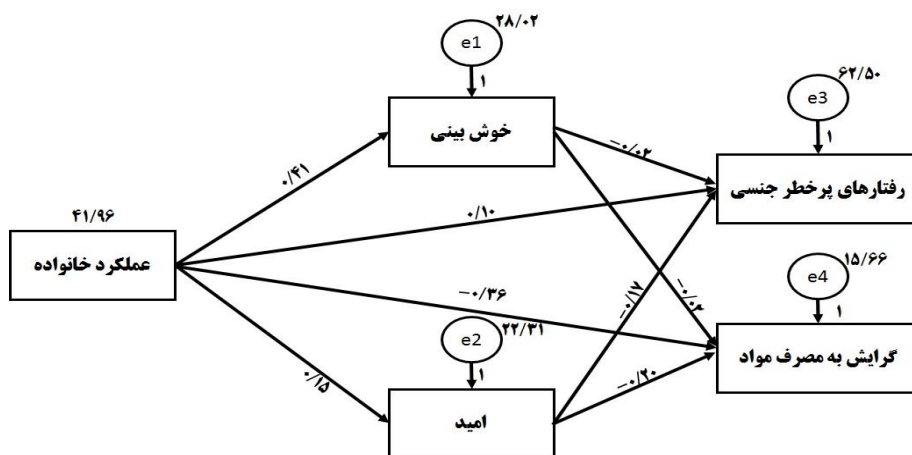 ۲۸/۰۲
e1
۱
خوش بینی
۶۲/۵۰
e3
۱
رفتارهای پرخطر جنسی
−۰/۰۲
۰/۴۱
۰/۱۰
۴۱/۹۶
عملکرد خانواده
−۰/۳۶
−۰/۱۷
−۰/۰۲
۱۵/۶۶
e4
۱
گرایش به مصرف مواد
۲۲/۳۱
e2
۱
۰/۱۵
−۰/۲۰
امید